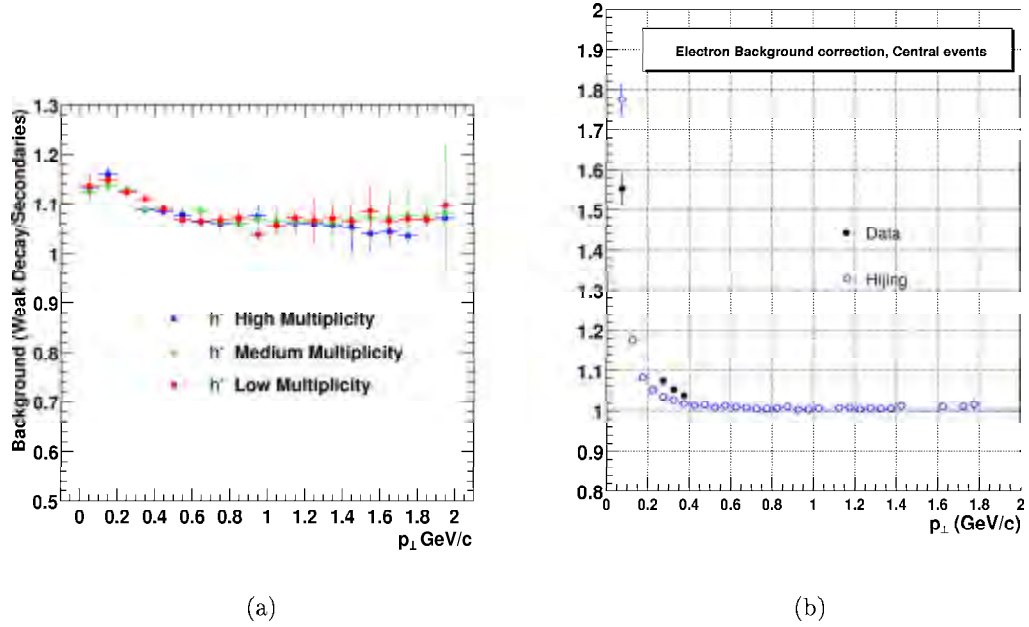 1.3
1.2
1.1
1
0.9
0.8
0.7
0.6
0.5
Background (Weak Decay/Secondaries)
h⁻ High Multiplicity
h⁻ Medium Multiplicity
h⁻ Low Multiplicity
0 0.2 0.4 0.6 0.8 1 1.2 1.4 1.6 1.8 2
p⊥ GeV/c
(a)
2
1.9
1.8
1.7
1.6
1.5
1.4
1.3
1.2
1.1
1
0.9
0.8
Electron Background correction, Central events
Data
Hijing
0 0.2 0.4 0.6 0.8 1 1.2 1.4 1.6 1.8 2
p⊥ (GeV/c)
(b)